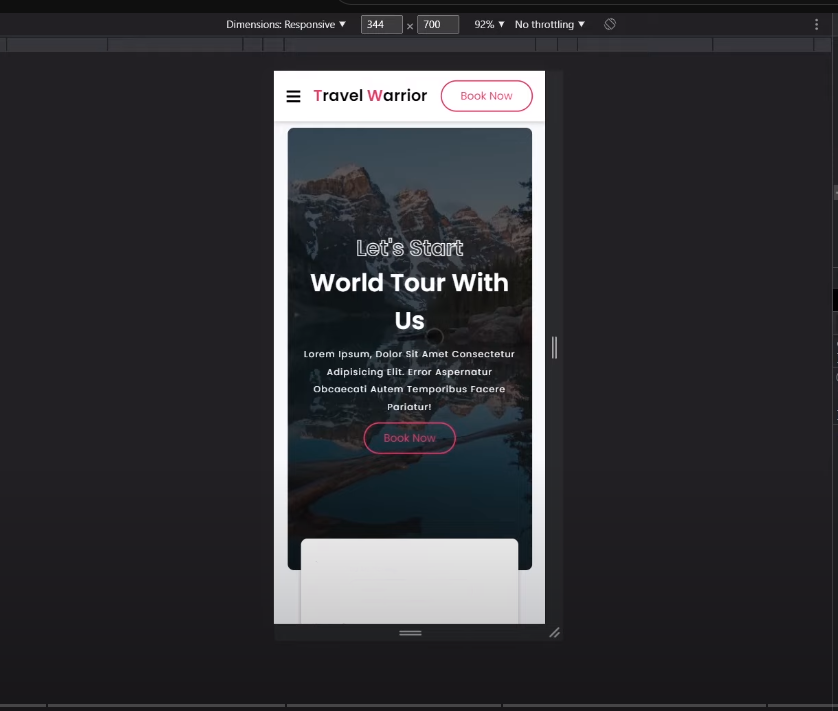 Dimensions: Responsive ▼ 344 × 700 92% ▼ No throttling ▼
Travel Warrior Book Now
Let's Start
World Tour With
Us
Lorem Ipsum, Dolor Sit Amet Consectetur
Adipisicing Elit. Error Aspernatur
Obcaecati Autem Temporibus Facere
Pariatur!
Book Now